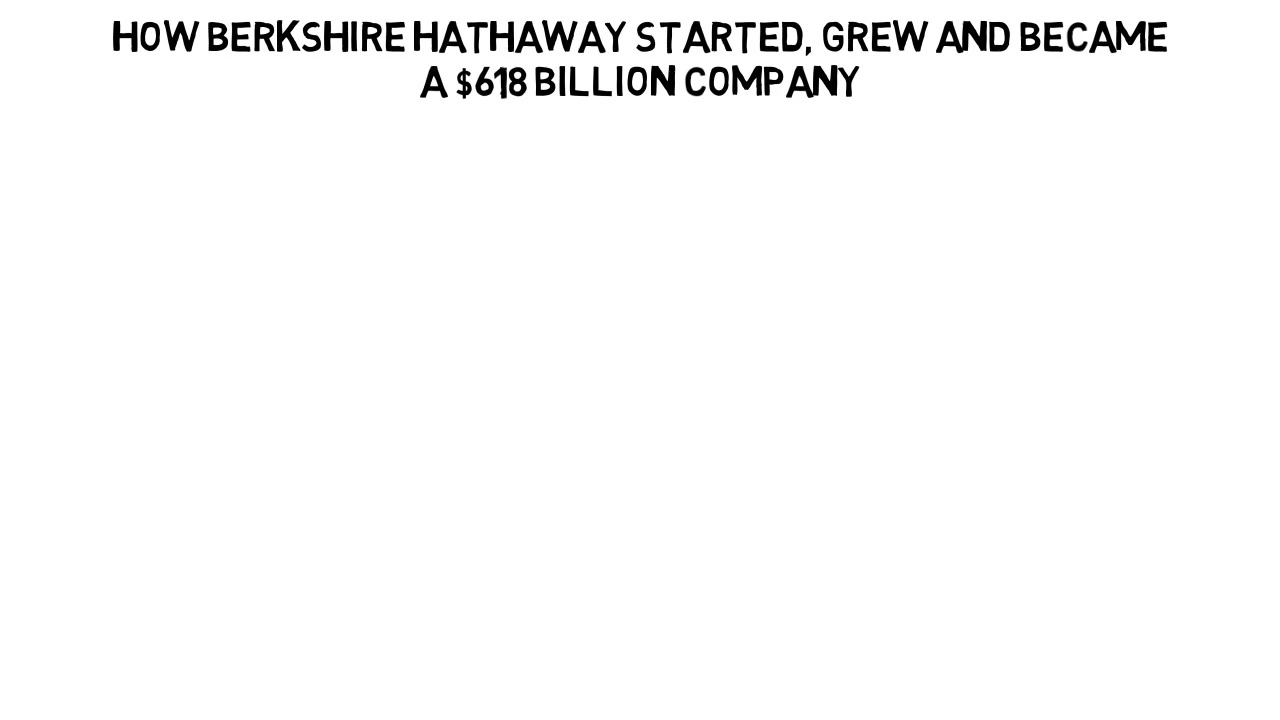 HOW BERKSHIRE HATHAWAY STARTED, GREW AND BECAME
A $618 BILLION COMPANY